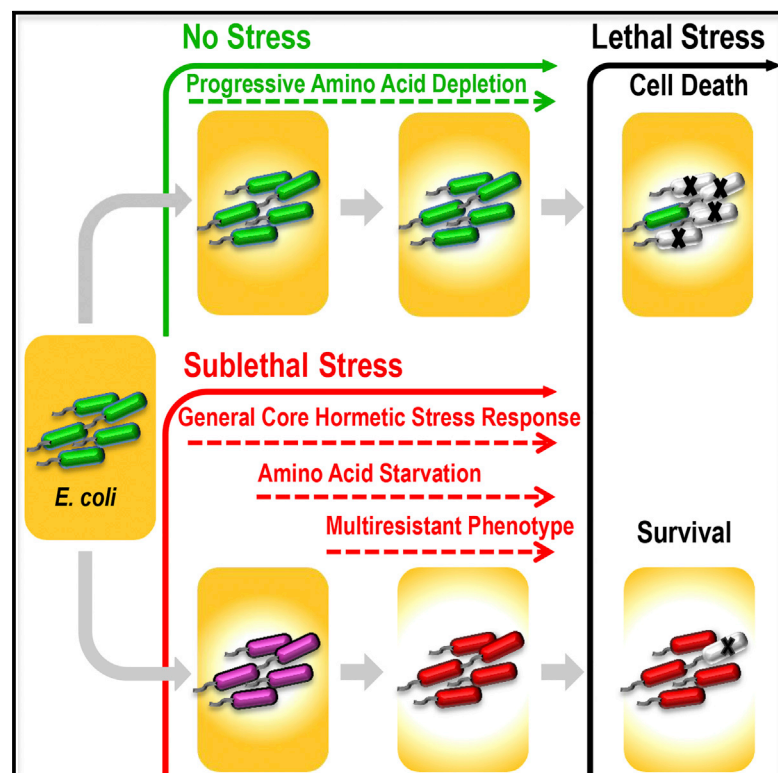 No Stress
Lethal Stress
Progressive Amino Acid Depletion
Cell Death
E. coli
Sublethal Stress
General Core Hormetic Stress Response
Amino Acid Starvation
Multiresistant Phenotype
Survival